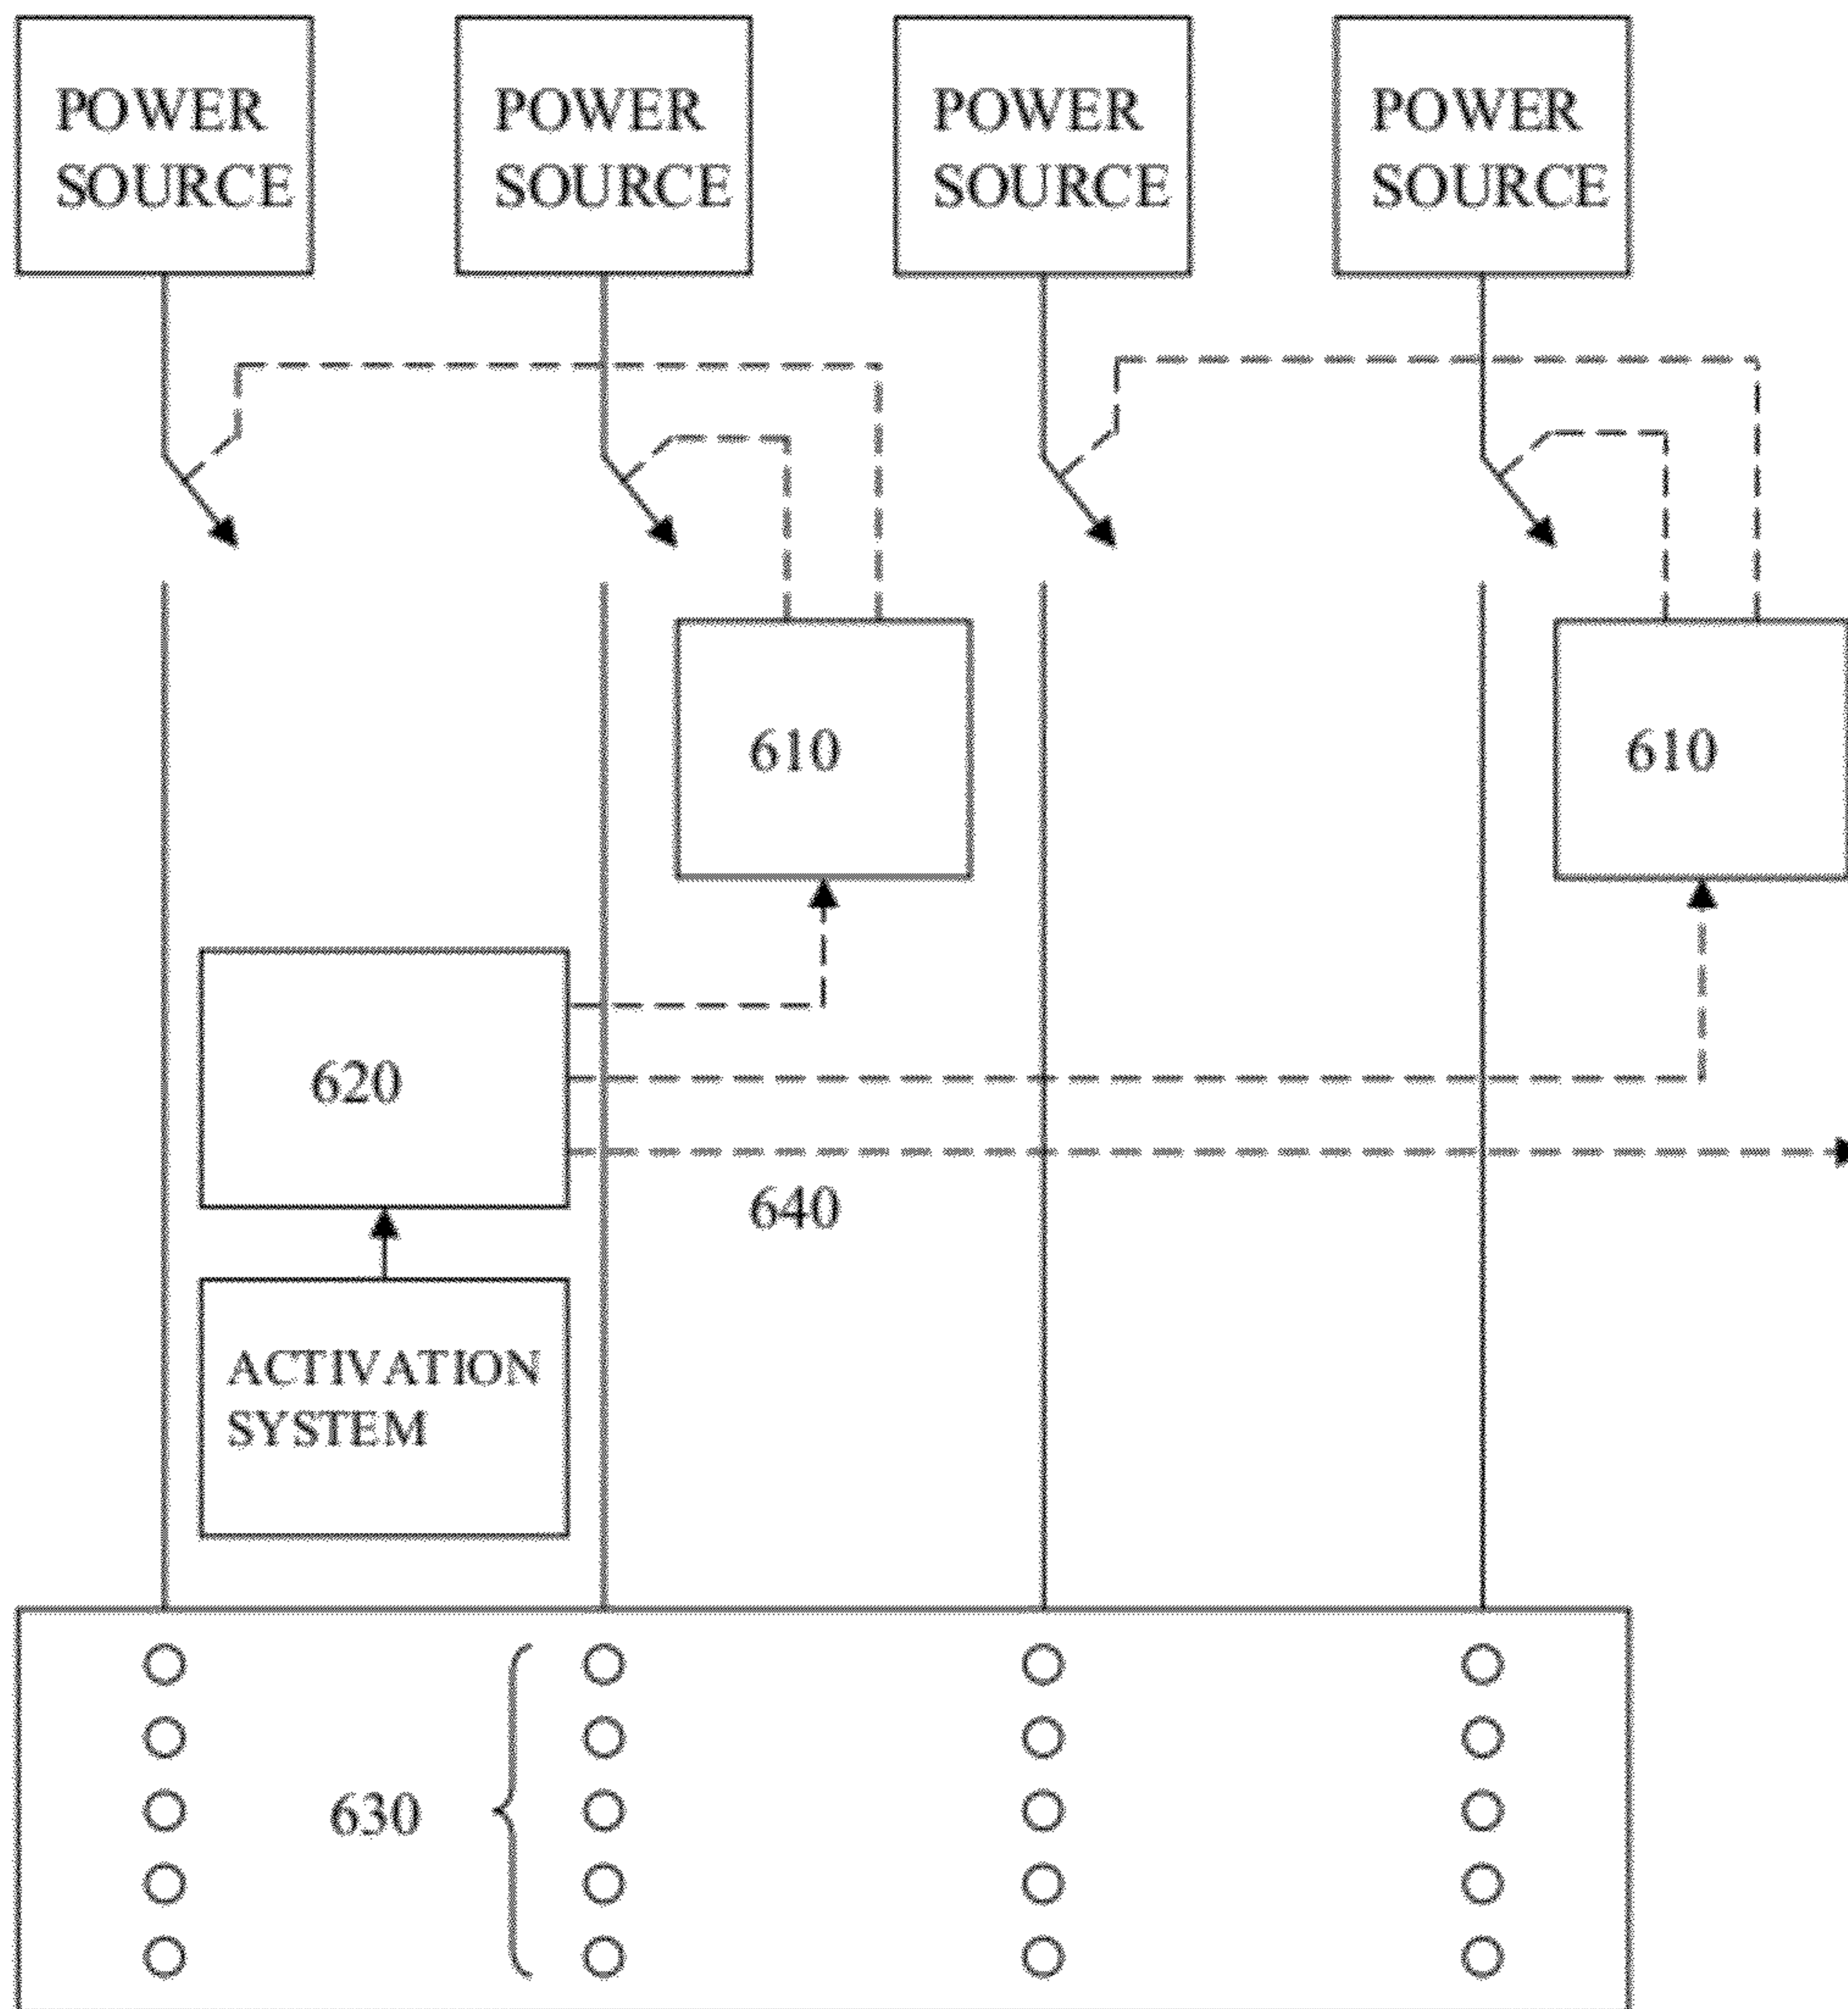 POWER
SOURCE
POWER
SOURCE
POWER
SOURCE
POWER
SOURCE
610
610
620
640
ACTIVATION
SYSTEM
630